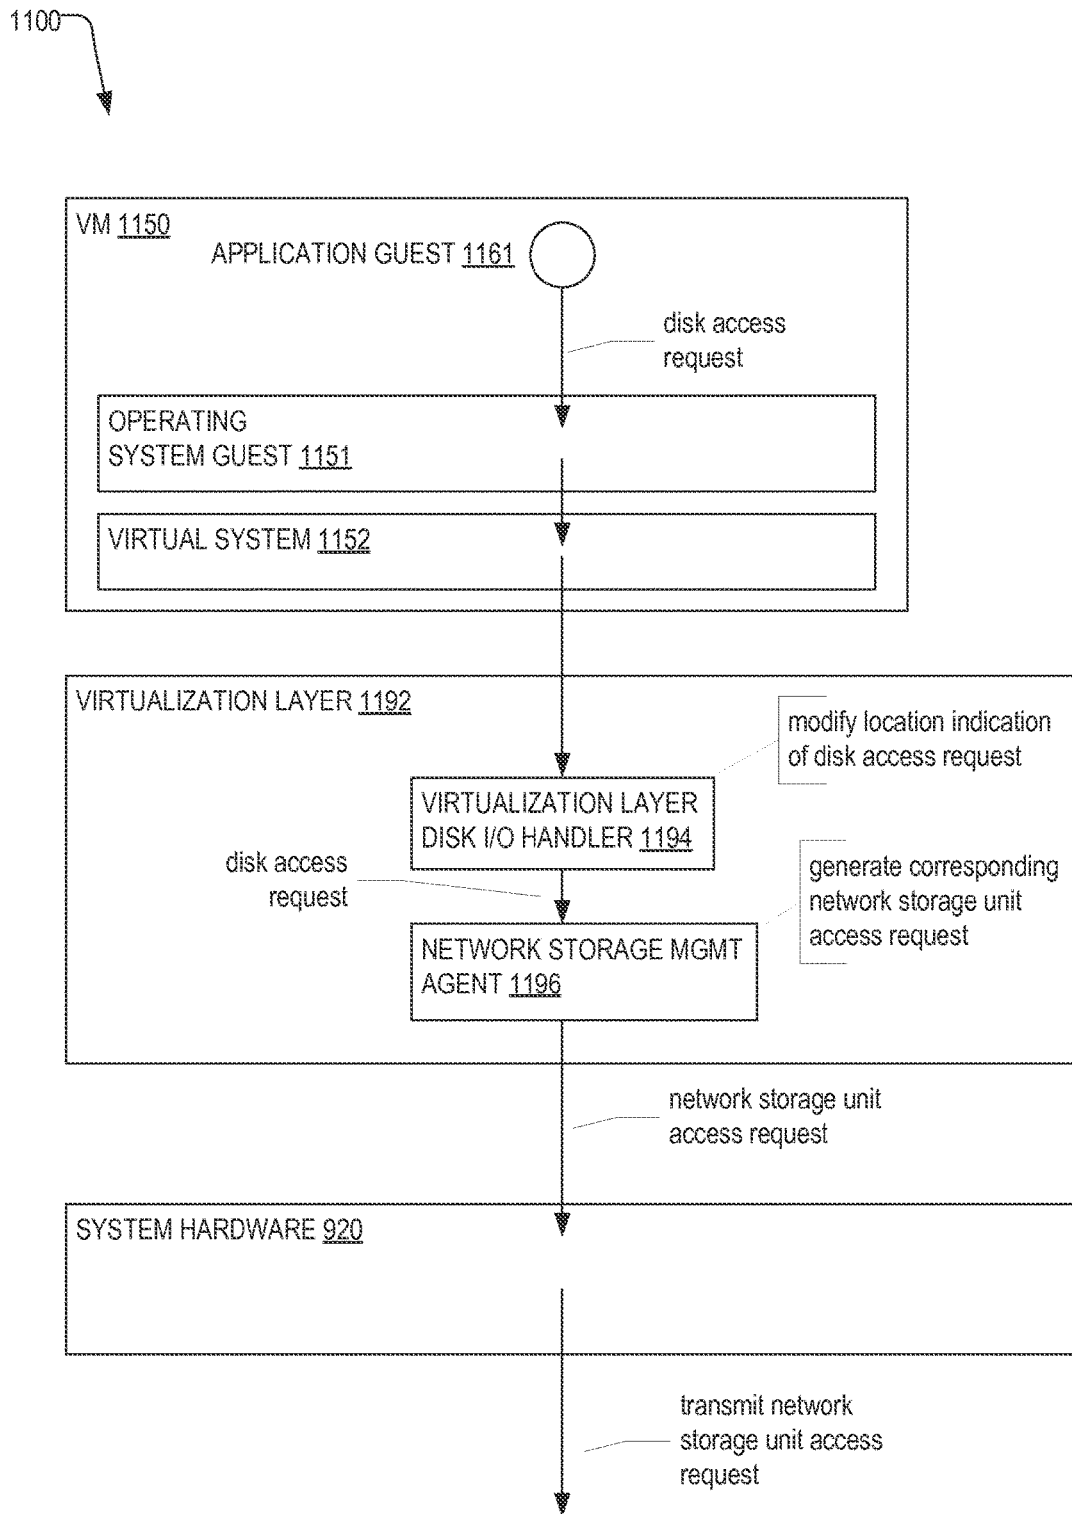 1100
VM 1150
APPLICATION GUEST 1161
disk access
request
OPERATING
SYSTEM GUEST 1151
VIRTUAL SYSTEM 1152
VIRTUALIZATION LAYER 1192
modify location indication
of disk access request
VIRTUALIZATION LAYER
DISK I/O HANDLER 1194
disk access
request
generate corresponding
network storage unit
access request
NETWORK STORAGE MGMT
AGENT 1196
network storage unit
access request
SYSTEM HARDWARE 920
transmit network
storage unit access
request